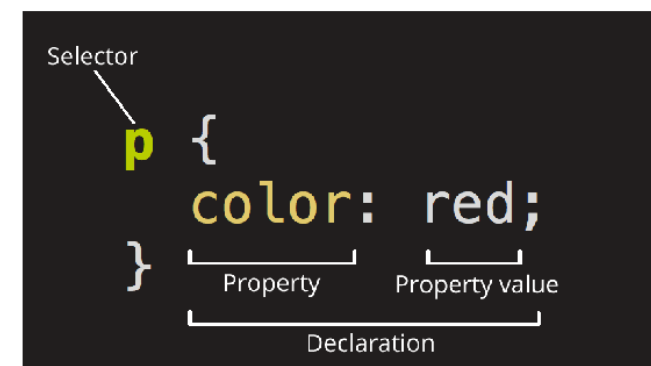 Selector
p {
color: red;
}
Property
Property value
Declaration